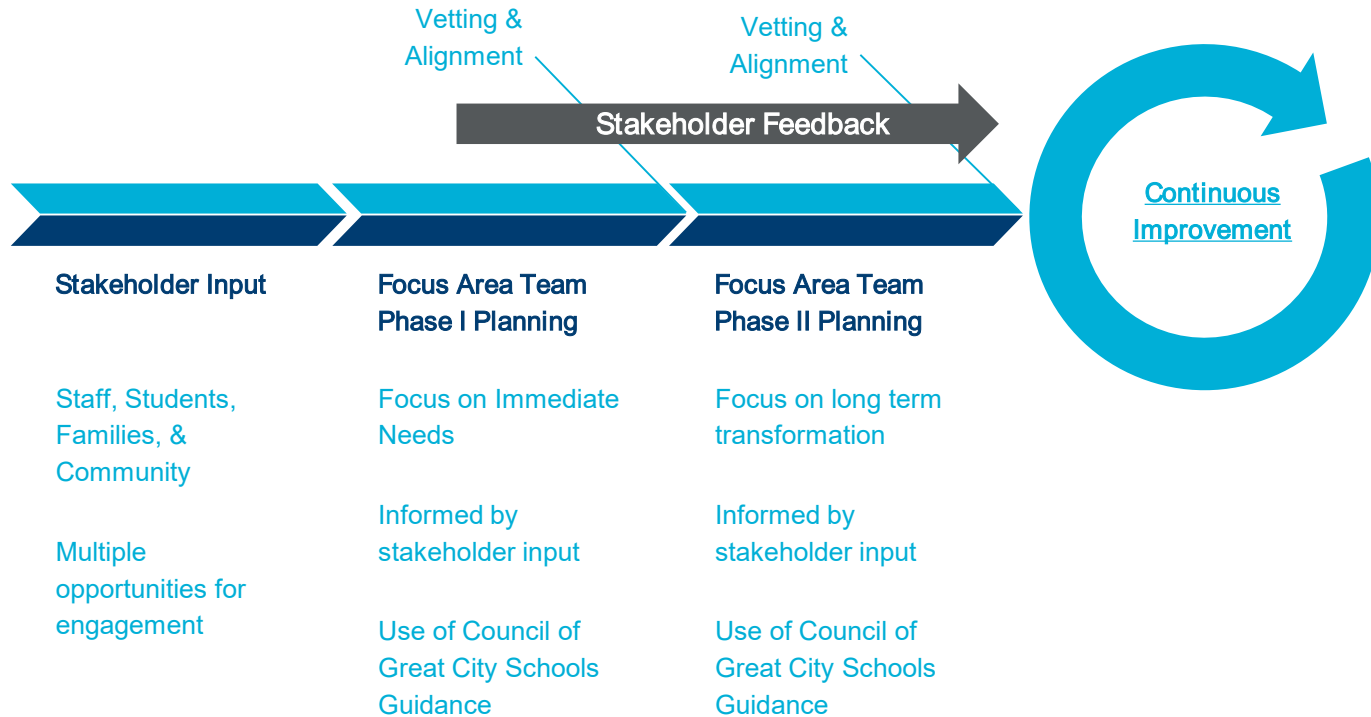 Vetting &
Alignment
Vetting &
Alignment
Stakeholder Feedback
Continuous
Improvement
Stakeholder Input
Staff, Students,
Families, &
Community
Multiple
opportunities for
engagement
Focus Area Team
Phase I Planning
Focus on Immediate
Needs
Informed by
stakeholder input
Use of Council of
Great City Schools
Guidance
Focus Area Team
Phase II Planning
Focus on long term
transformation
Informed by
stakeholder input
Use of Council of
Great City Schools
Guidance